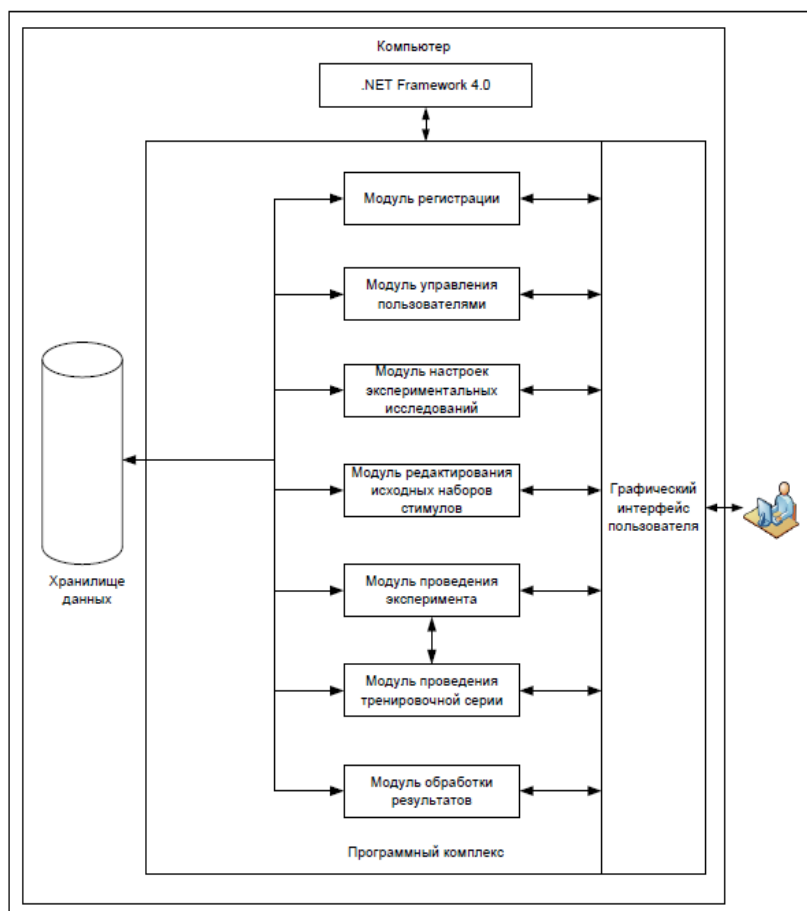 Компьютер
.NET Framework 4.0
Модуль регистрации
Модуль управления
пользователями
Модуль настроек
экспериментальных
исследований
Модуль редактирования
исходных наборов
стимулов
Графический
интерфейс
пользователя
Хранилище
данных
Модуль проведения
эксперимента
Модуль проведения
тренировочной серии
Модуль обработки
результатов
Программный комплекс